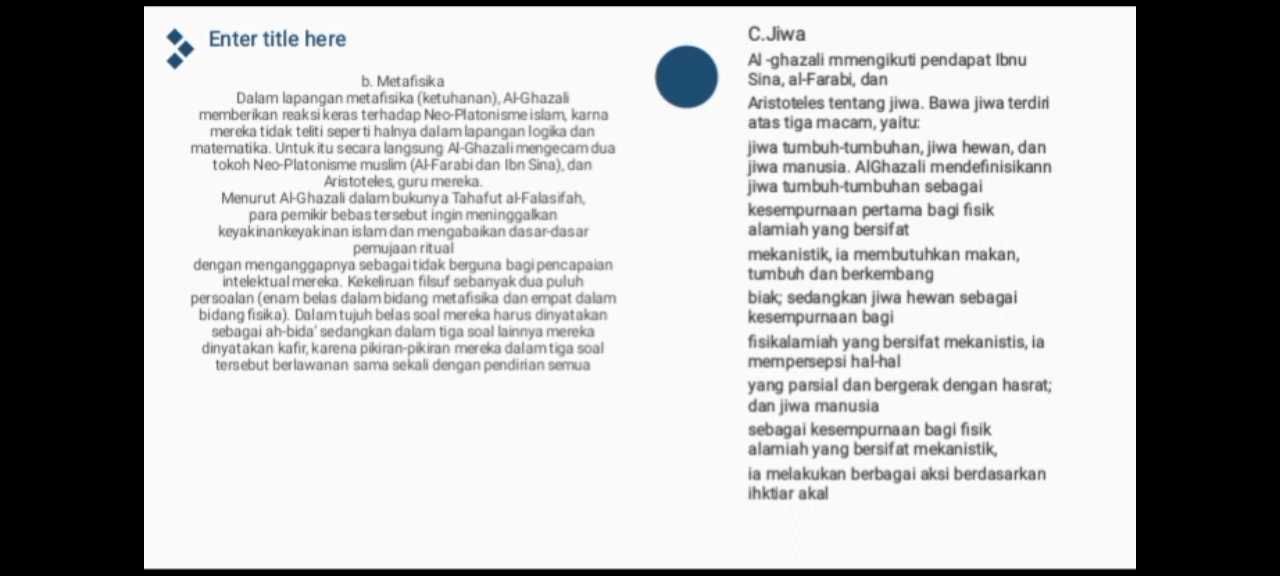 Enter title here
b. Metafisika
Dalam lapangan metafisika (ketuhanan), Al-Ghazali
memberikan reaksi keras terhadap Neo-Platonisme islam, karna
mereka tidak teliti seperti halnya dalam lapangan logika dan
matematika. Untuk itu secara langsung Al-Ghazali mengecam dua
tokoh Neo-Platonisme muslim (Al-Farabi dan Ibn Sina), dan
Aristoteles, guru mereka.
Menurut Al-Ghazali dalam bukunya Tahafut al-Falasifah,
para pemikir bebas tersebut ingin meninggalkan
keyakinankeyakinan islam dan mengabaikan dasar-dasar
pemujaan ritual
dengan menganggapnya sebagai tidak berguna bagi pencapaian
intelektual mereka. Kekeliruan filsuf sebanyak dua puluh
persoalan (enam belas dalam bidang metafisika dan empat dalam
bidang fisika). Dalam tujuh belas soal mereka harus dinyatakan
sebagai ah-bida' sedangkan dalam tiga soal lainnya mereka
dinyatakan kafir, karena pikiran-pikiran mereka dalam tiga soal
tersebut berlawanan sama sekali dengan pendirian semua
C.Jiwa
Al -ghazali mmengikuti pendapat Ibnu
Sina, al-Farabi, dan
Aristoteles tentang jiwa. Bawa jiwa terdiri
atas tiga macam, yaitu:
jiwa tumbuh-tumbuhan, jiwa hewan, dan
jiwa manusia. AlGhazali mendefinisikann
jiwa tumbuh-tumbuhan sebagai
kesempurnaan pertama bagi fisik
alamiah yang bersifat
mekanistik, ia membutuhkan makan,
tumbuh dan berkembang
biak; sedangkan jiwa hewan sebagai
kesempurnaan bagi
fisikalamiah yang bersifat mekanistis, ia
mempersepsi hal-hal
yang parsial dan bergerak dengan hasrat;
dan jiwa manusia
sebagai kesempurnaan bagi fisik
alamiah yang bersifat mekanistik,
ia melakukan berbagai aksi berdasarkan
ihktiar akal